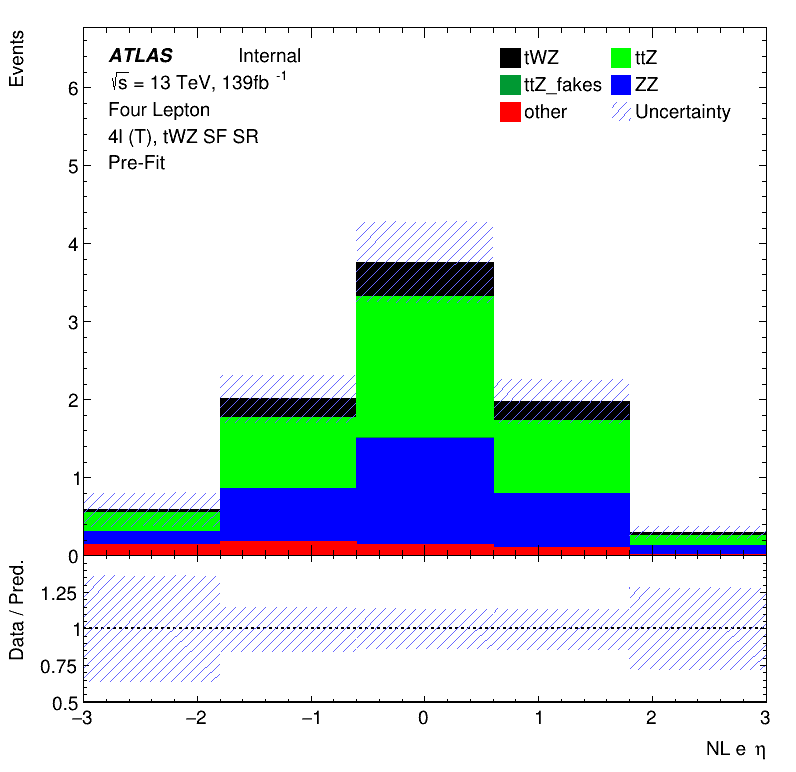 Events
ATLAS Internal
√s = 13 TeV, 139fb -1
Four Lepton
4l (T), tWZ SF SR
Pre-Fit
tWZ ttZ
ttZ_fakes ZZ
other Uncertainty
6
5
4
3
2
1
0
Data / Pred.
1.25
1
0.75
0.5
−3 −2 −1 0 1 2 3
NL e η